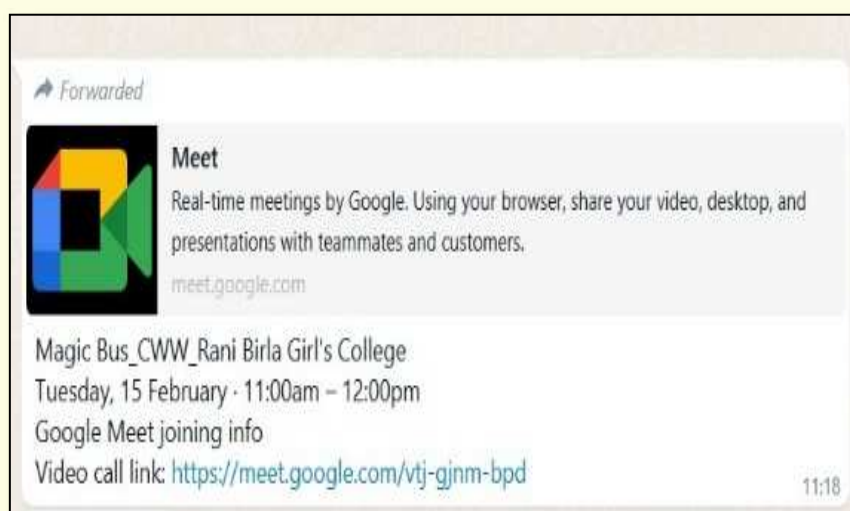 Forwarded
Meet
Real-time meetings by Google. Using your browser, share your video, desktop, and
presentations with teammates and customers.
meet.google.com
Magic Bus_CWW_Rani Birla Girl's College
Tuesday, 15 February · 11:00am – 12:00pm
Google Meet joining info
Video call link: https://meet.google.com/vtj-gjnm-bpd
11:18